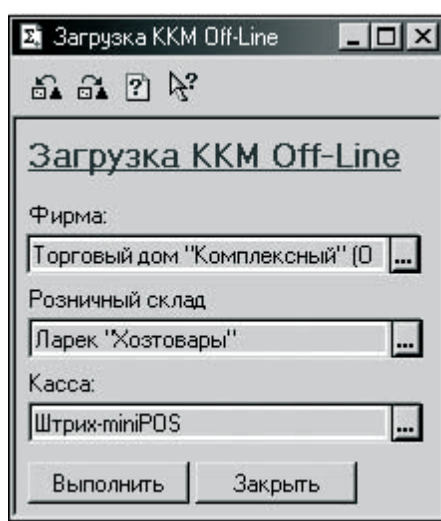 Загрузка ККМ Off-Line
Загрузка ККМ Off-Line
Фирма:
Торговый дом "Комплексный" (О
...
Розничный склад
Ларек "Хозтовары"
...
Касса:
Штрих-miniPOS
...
Выполнить Закрыть